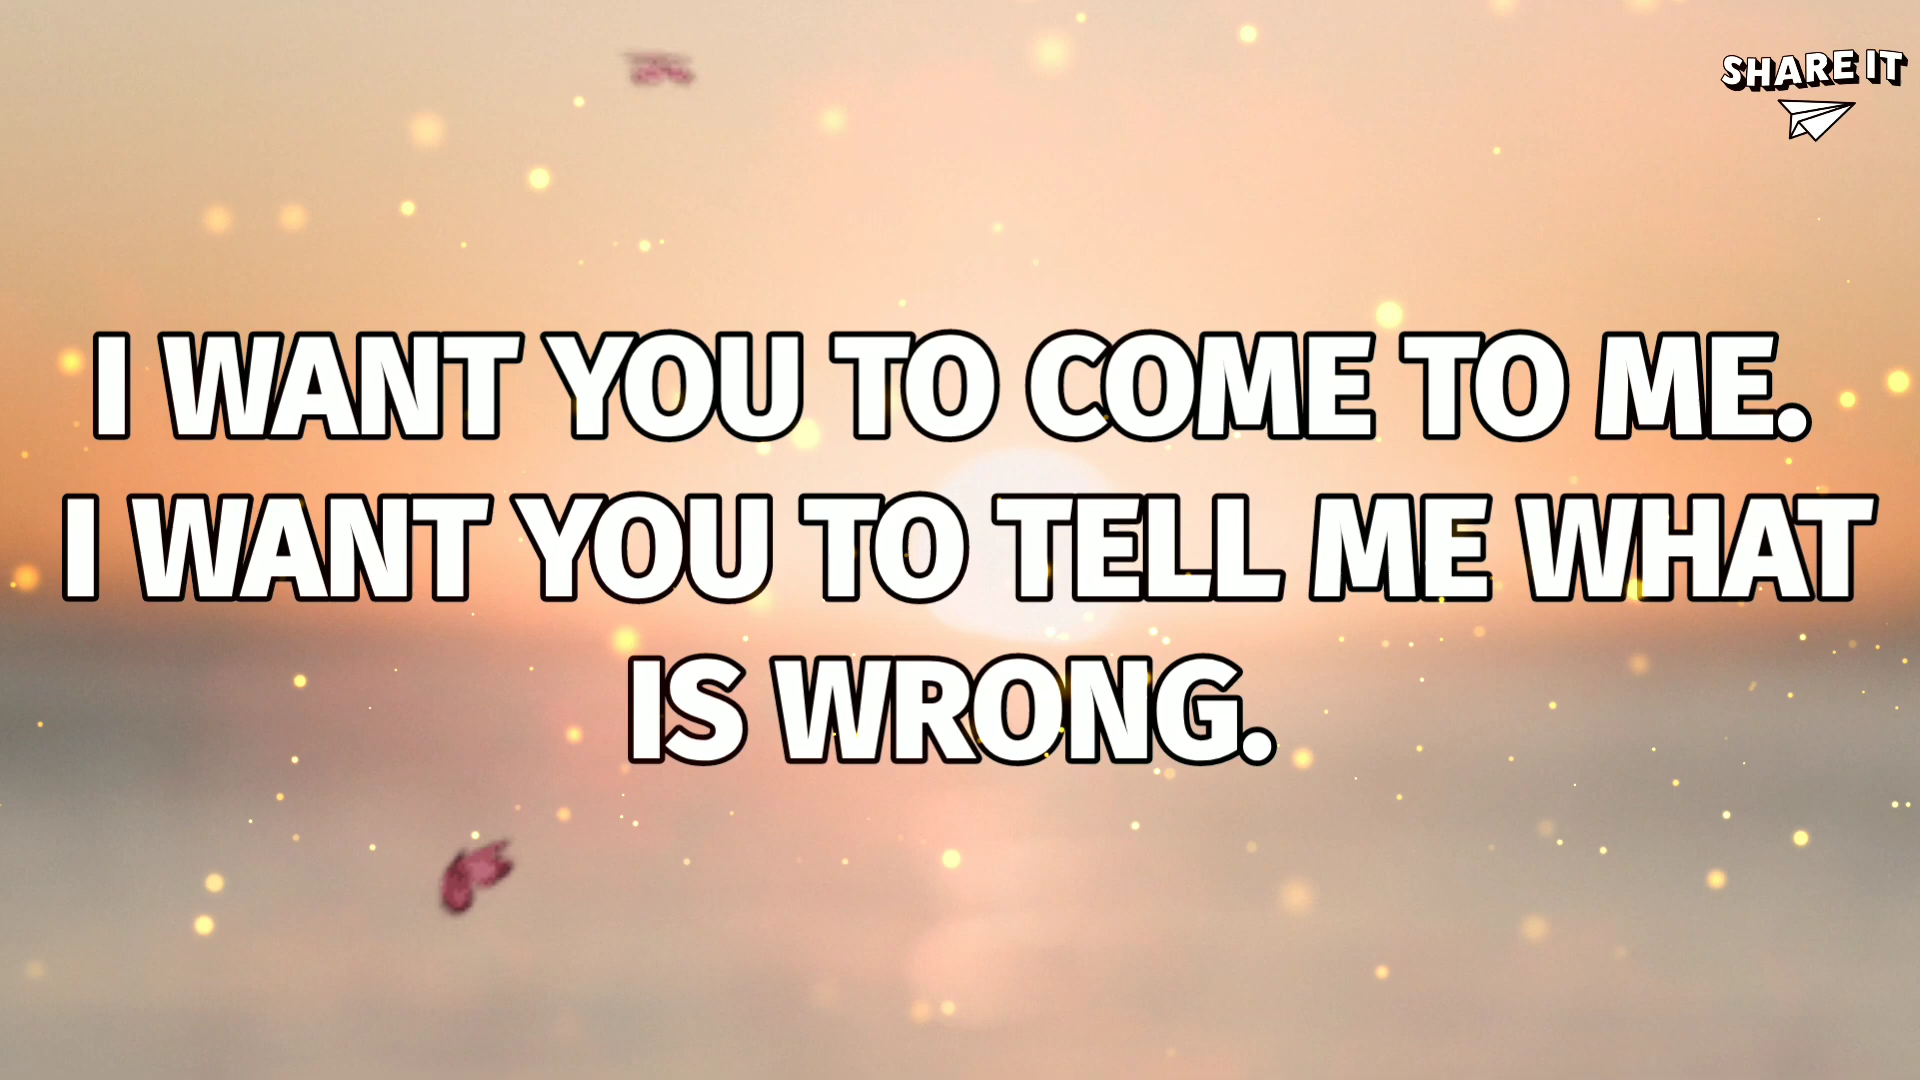 SHARE IT
I WANT YOU TO COME TO ME.
I WANT YOU TO TELL ME WHAT
IS WRONG.